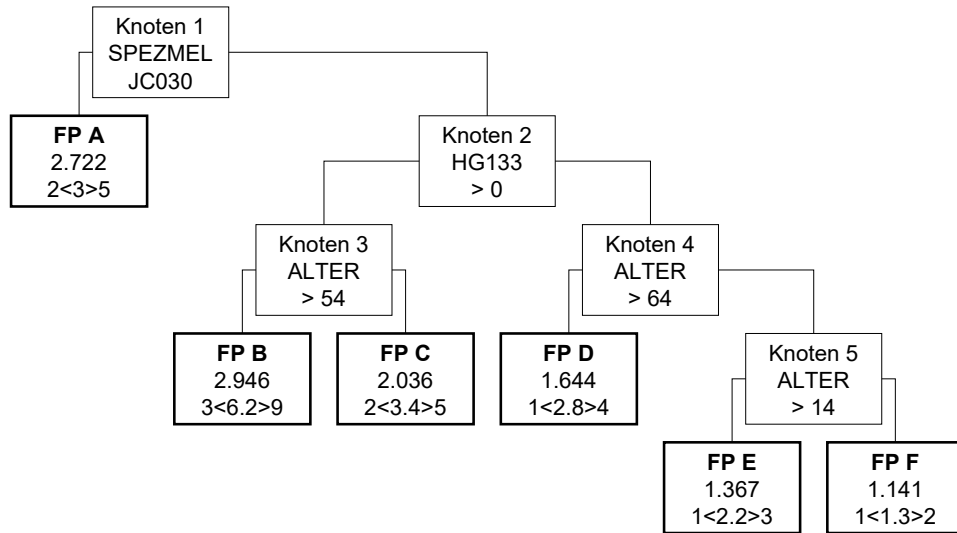 Knoten 1
SPEZMEL
JC030
FP A
2.722
2<3>5
Knoten 2
HG133
> 0
Knoten 3
ALTER
> 54
Knoten 4
ALTER
> 64
FP B
2.946
3<6.2>9
FP C
2.036
2<3.4>5
FP D
1.644
1<2.8>4
Knoten 5
ALTER
> 14
FP E
1.367
1<2.2>3
FP F
1.141
1<1.3>2